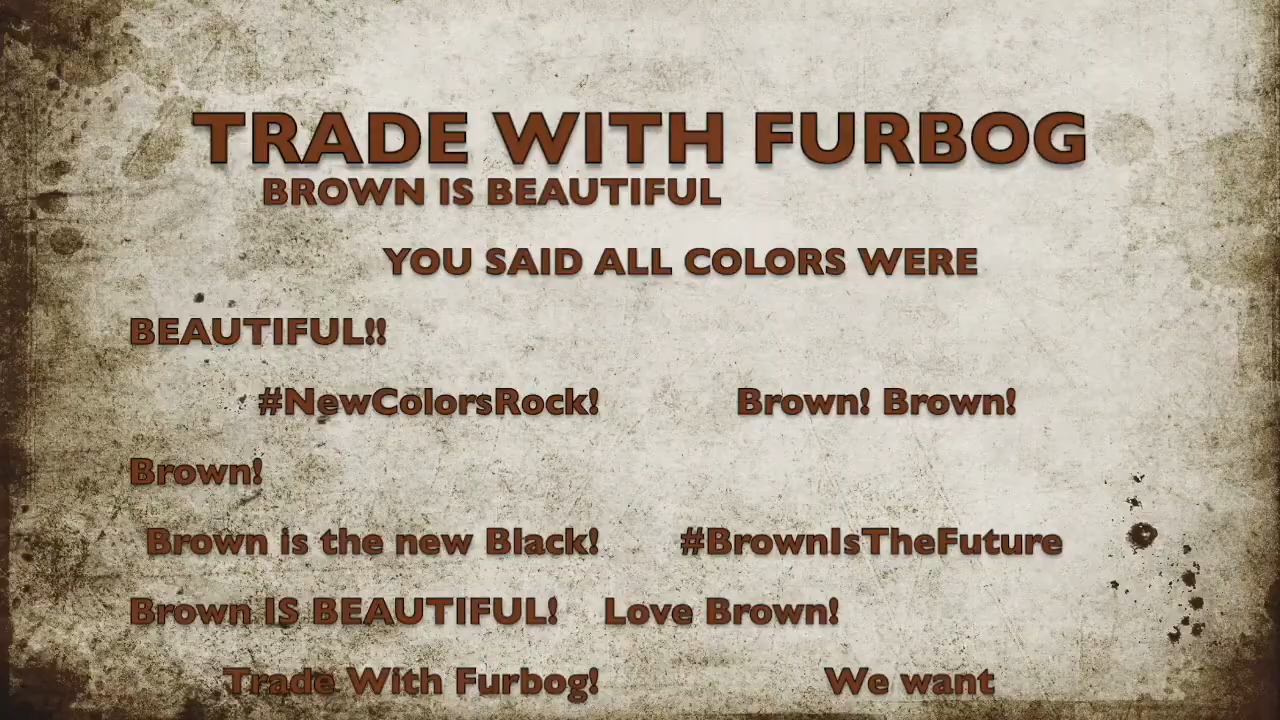 TRADE WITH FURBOG
BROWN IS BEAUTIFUL
YOU SAID ALL COLORS WERE
BEAUTIFUL!!
#NewColorsRock! Brown! Brown!
Brown!
Brown is the new Black! #BrownIsTheFuture
Brown IS BEAUTIFUL! Love Brown!
Trade With Furbog! We want